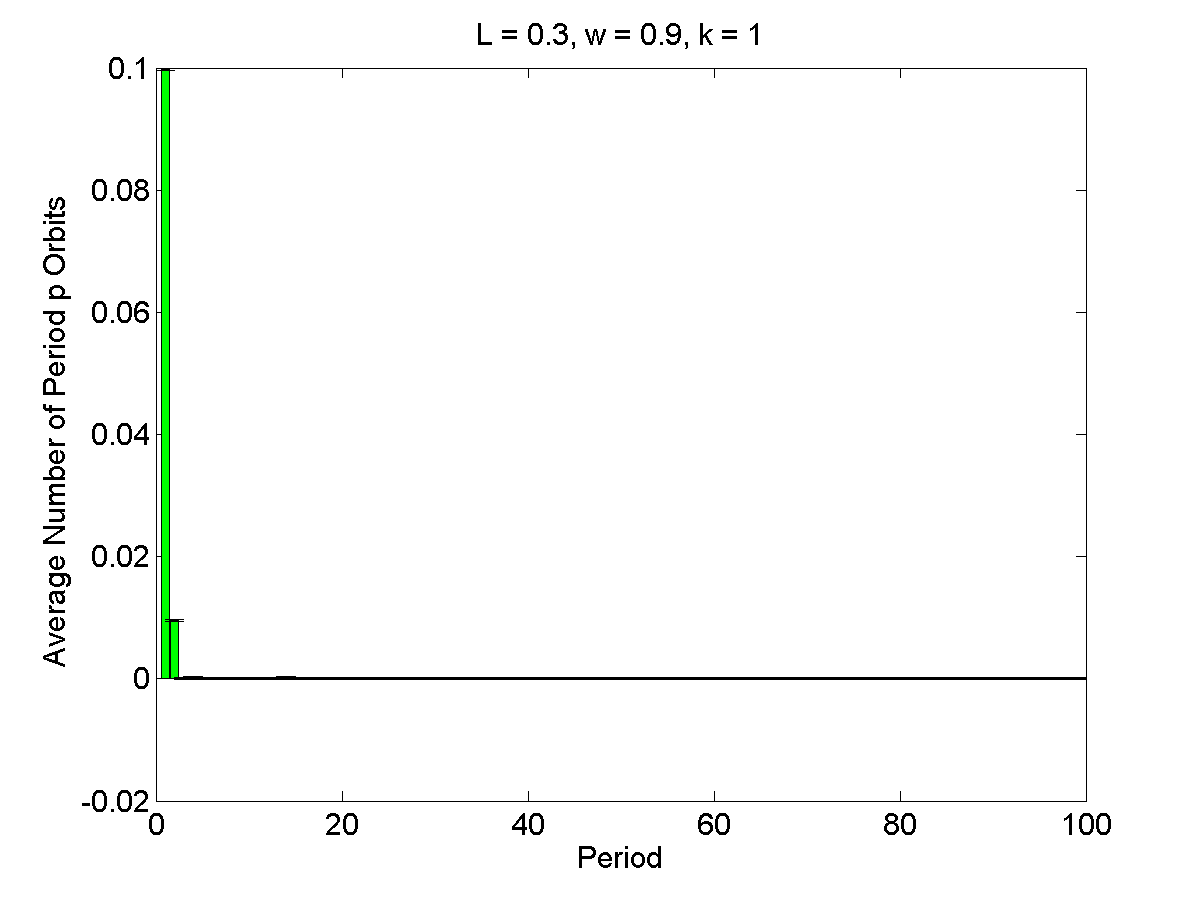 L = 0.3, w = 0.9, k = 1
0.1
0.08
0.06
0.04
0.02
0
-0.02
Average Number of Period p Orbits
0 20 40 60 80 100
Period